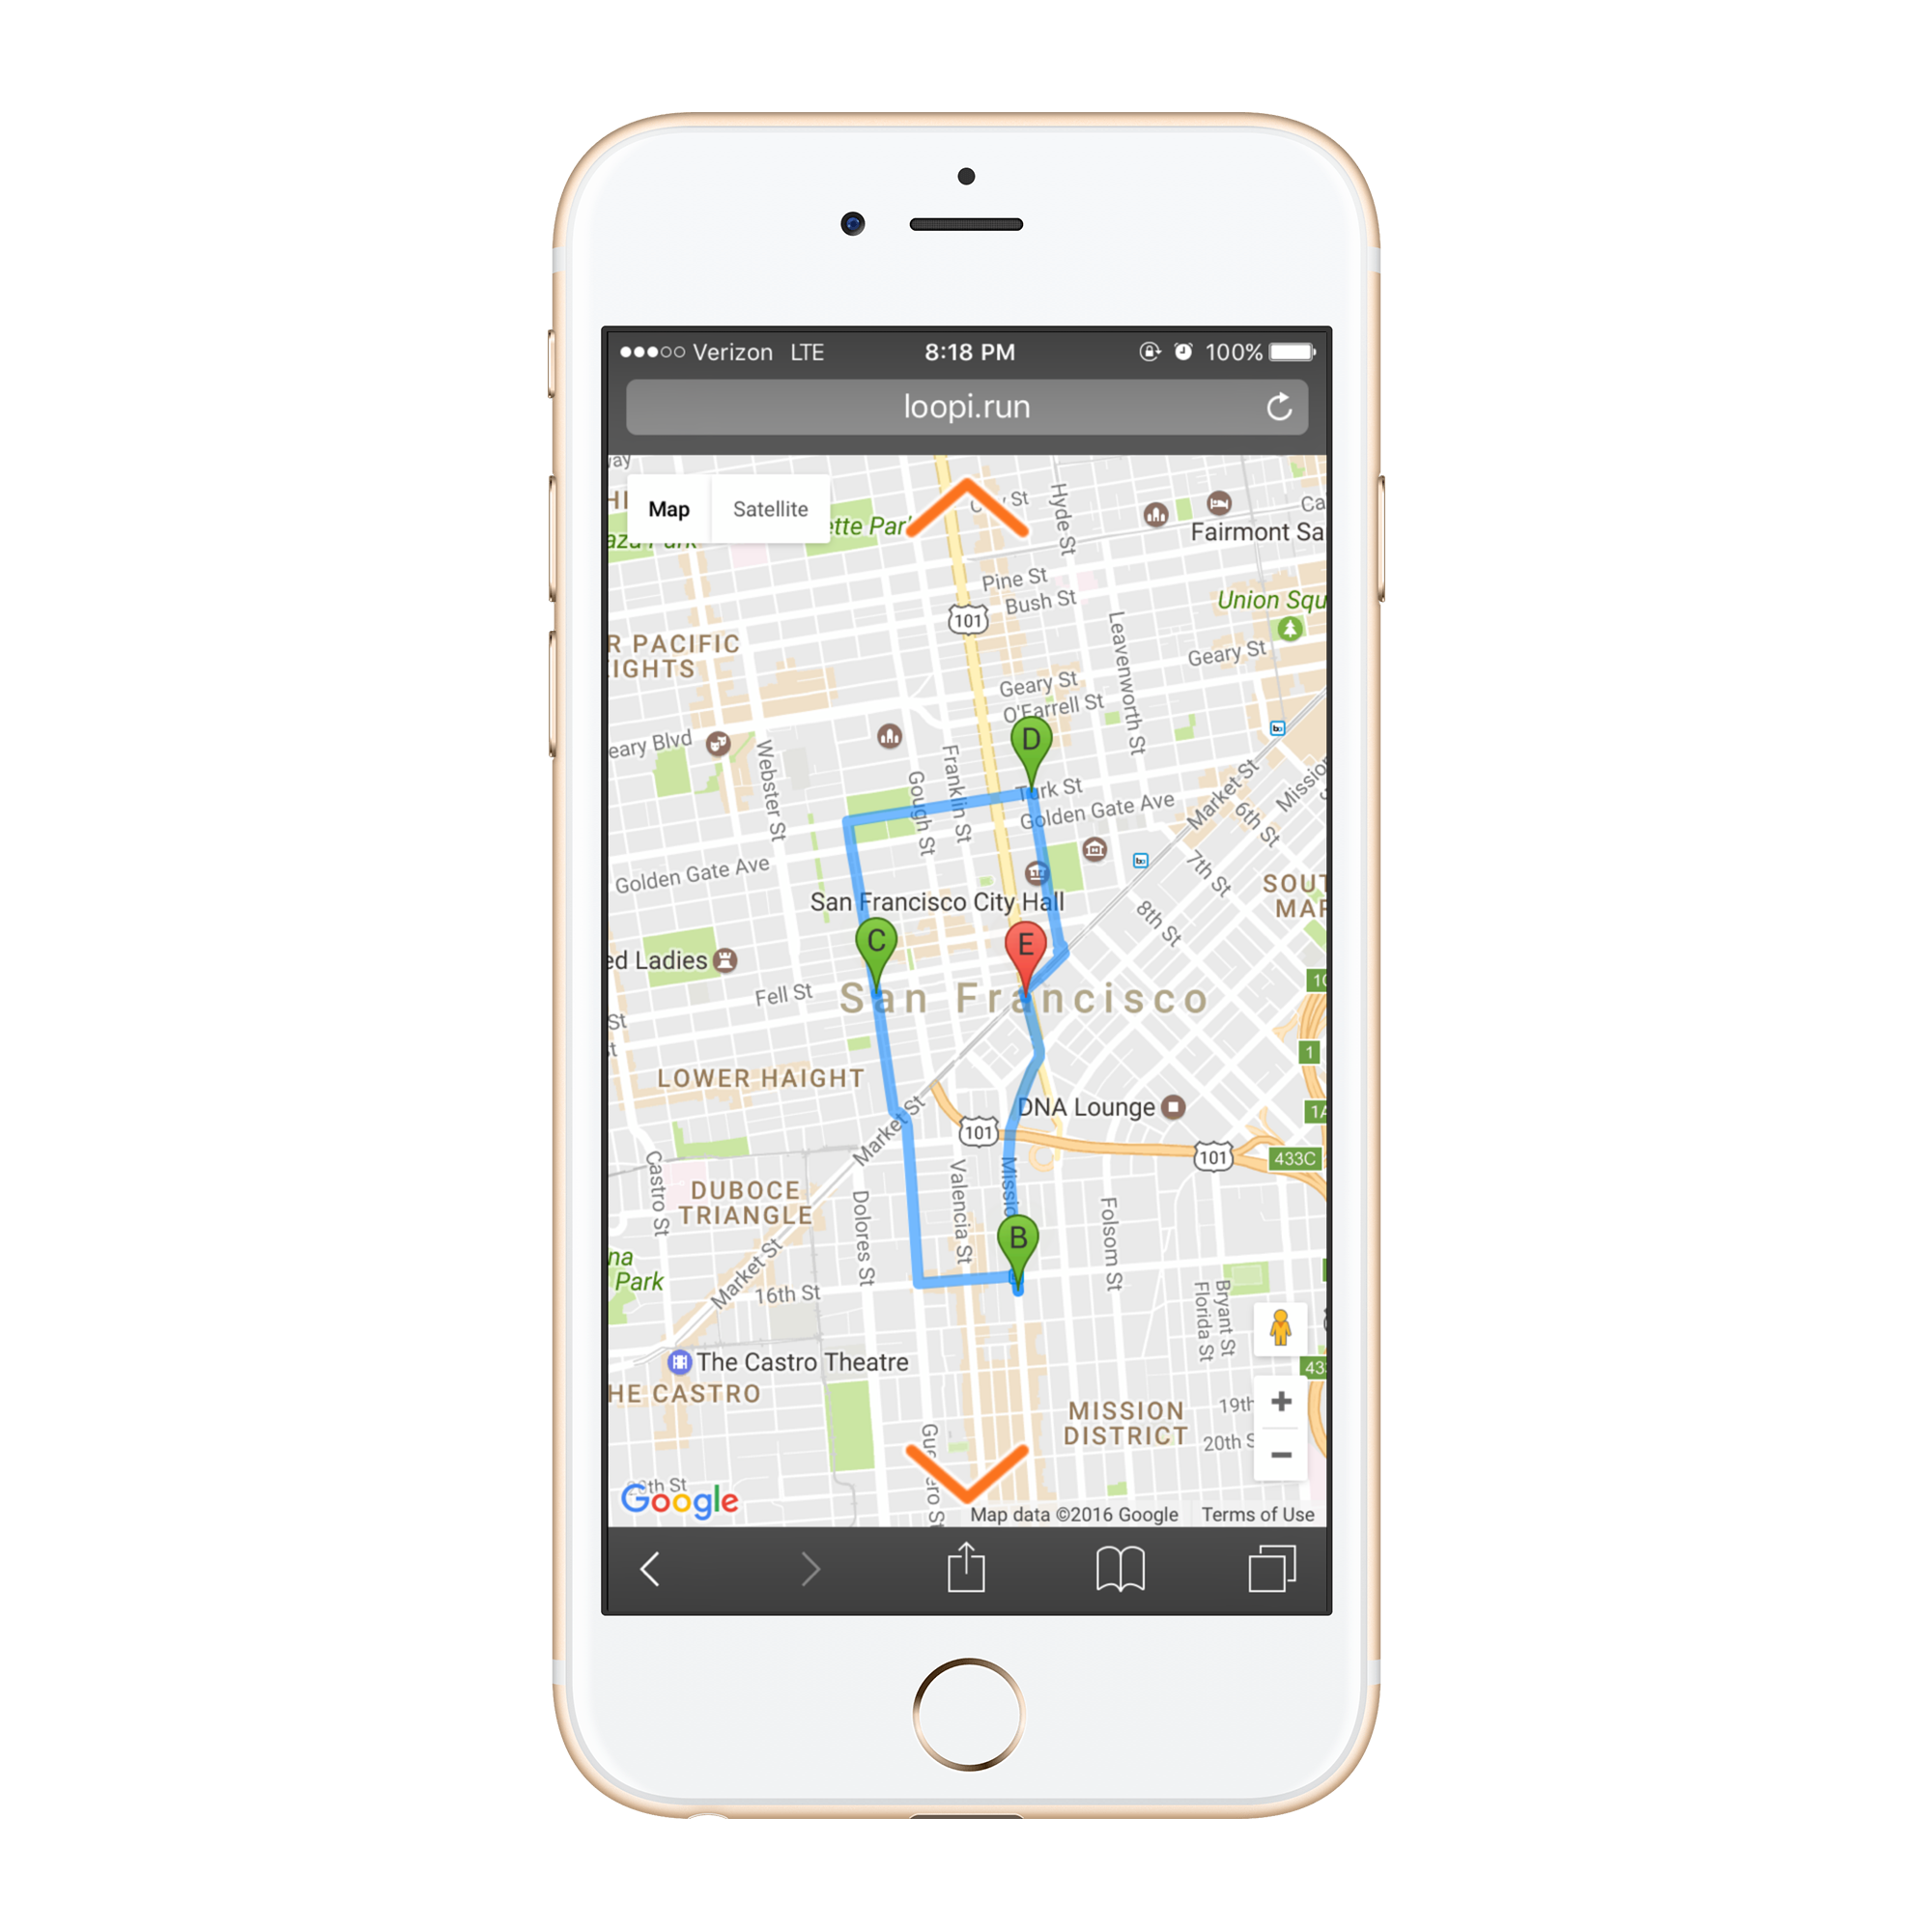 Verizon LTE 8:18 PM 100%
loopi.run
Map Satellite
Hyde St
Fairmont Sa
Pine St
Bush St
101
Union Squ
R PACIFIC
IGHTS
Leavenworth St
Geary St
Geary St
O'Farrell St
eary Blvd
D
Webster St
Franklin St
Gough St
Turk St
Golden Gate Ave
Market St
Mission
6th St
7th St
Golden Gate Ave
San Francisco City Hall
SOUT
MAR
8th St
C
E
ed Ladies
Fell St
San Francisco
St
1
LOWER HAIGHT
DNA Lounge
1A
Market St
101
101
433C
Castro St
DUBOCE
TRIANGLE
Dolores St
Valencia St
Missio
Folsom St
B
na
Park
Market St
16th St
Florida St
Bryant St
The Castro Theatre
43
HE CASTRO
MISSION
DISTRICT
19th
20th S
Google
Map data ©2016 Google Terms of Use